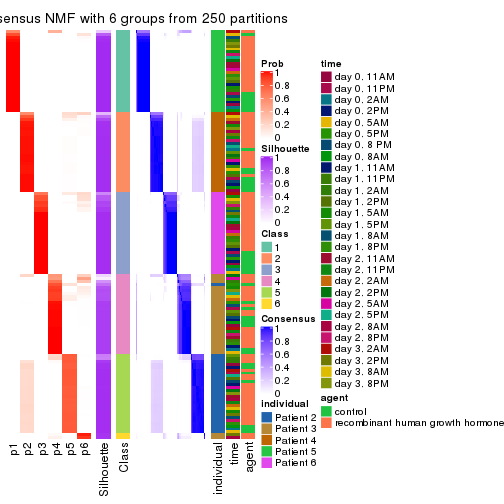 sensus NMF with 6 groups from 250 partitions
Prob
1
0.8
0.6
0.4
0.2
0
Silhouette
1
0.8
0.6
0.4
0.2
0
Class
1
2
3
4
5
6
Consensus
1
0.8
0.6
0.4
0.2
0
individual
Patient 2
Patient 3
Patient 4
Patient 5
Patient 6
time
day 0. 11AM
day 0. 11PM
day 0. 2AM
day 0. 2PM
day 0. 5AM
day 0. 5PM
day 0. 8 PM
day 0. 8AM
day 1. 11AM
day 1. 11PM
day 1. 2AM
day 1. 2PM
day 1. 5AM
day 1. 5PM
day 1. 8AM
day 1. 8PM
day 2. 11AM
day 2. 11PM
day 2. 2AM
day 2. 2PM
day 2. 5AM
day 2. 5PM
day 2. 8AM
day 2. 8PM
day 3. 2AM
day 3. 2PM
day 3. 8AM
day 3. 8PM
agent
control
recombinant human growth hormone
p1
p2
p3
p4
p5
p6
Silhouette
Class
individual
time
agent